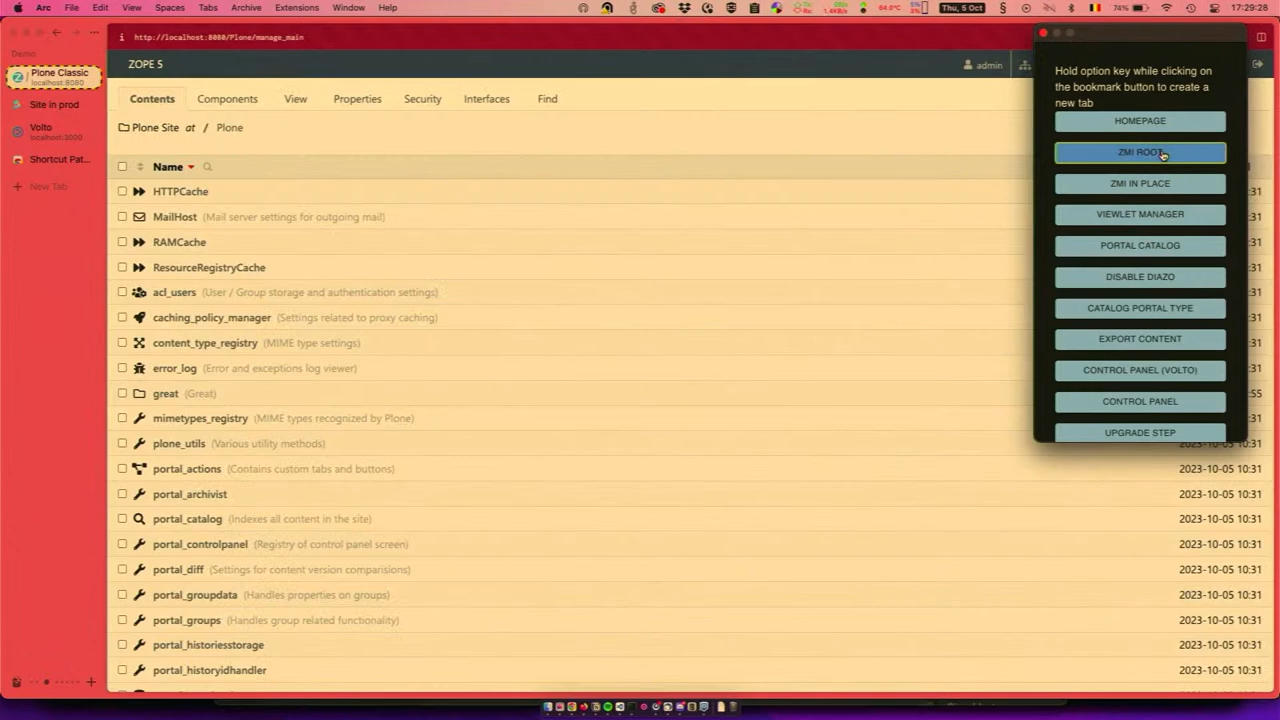 Arc File Edit View Spaces Tabs Archive Extensions Window Help
64.0°C
Thu, 5 Oct
74%
17:29:28
http://localhost:8080/Plone/manage_main
Demo
Plone Classic
localhost:8080
Site in prod
Volto
localhost:3000
Shortcut Pat...
New Tab
ZOPE 5
admin
Contents Components View Properties Security Interfaces Find
Plone Site at / Plone
Name
HTTPCache
MailHost (Mail server settings for outgoing mail)
RAMCache
ResourceRegistryCache
acl_users (User / Group storage and authentication settings)
caching_policy_manager (Settings related to proxy caching)
content_type_registry (MIME type settings)
error_log (Error and exceptions log viewer)
great (Great)
mimetypes_registry (MIME types recognized by Plone)
plone_utils (Various utility methods)
portal_actions (Contains custom tabs and buttons) 2023-10-05 10:31
portal_archivist 2023-10-05 10:31
portal_catalog (Indexes all content in the site) 2023-10-05 10:31
portal_controlpanel (Registry of control panel screen) 2023-10-05 10:31
portal_diff (Settings for content version comparisions) 2023-10-05 10:31
portal_groupdata (Handles properties on groups) 2023-10-05 10:31
portal_groups (Handles group related functionality) 2023-10-05 10:31
portal_historiesstorage 2023-10-05 10:31
portal_historyidhandler 2023-10-05 10:31
Hold option key while clicking on
the bookmark button to create a
new tab
HOMEPAGE
ZMI ROOT
ZMI IN PLACE
VIEWLET MANAGER
PORTAL CATALOG
DISABLE DIAZO
CATALOG PORTAL TYPE
EXPORT CONTENT
CONTROL PANEL (VOLTO)
CONTROL PANEL
UPGRADE STEP